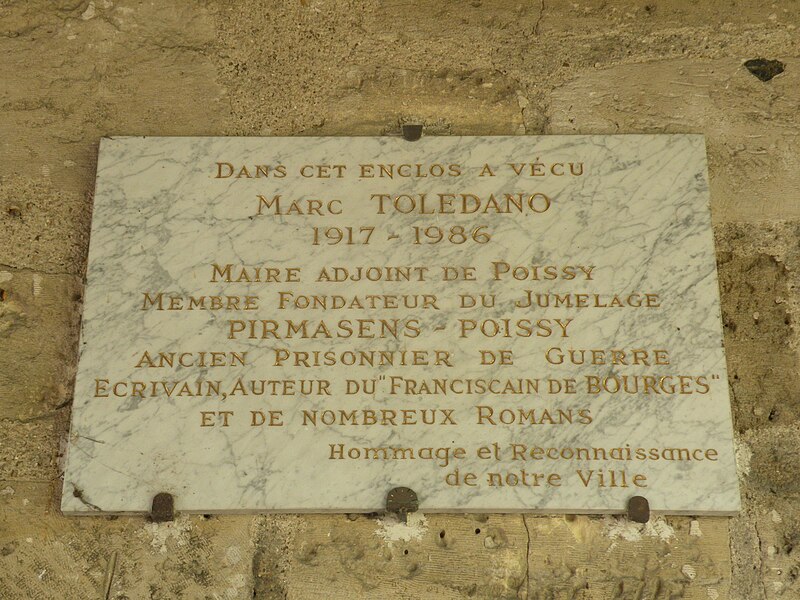 Dans cet enclos a vécu
Marc TOLEDANO
1917 - 1986
Maire adjoint de Poissy
Membre Fondateur du Jumelage
PIRMASENS - POISSY
Ancien Prisonnier de Guerre
Ecrivain, Auteur du "Franciscain de BOURGES"
et de nombreux Romans
Hommage et Reconnaissance
de notre Ville